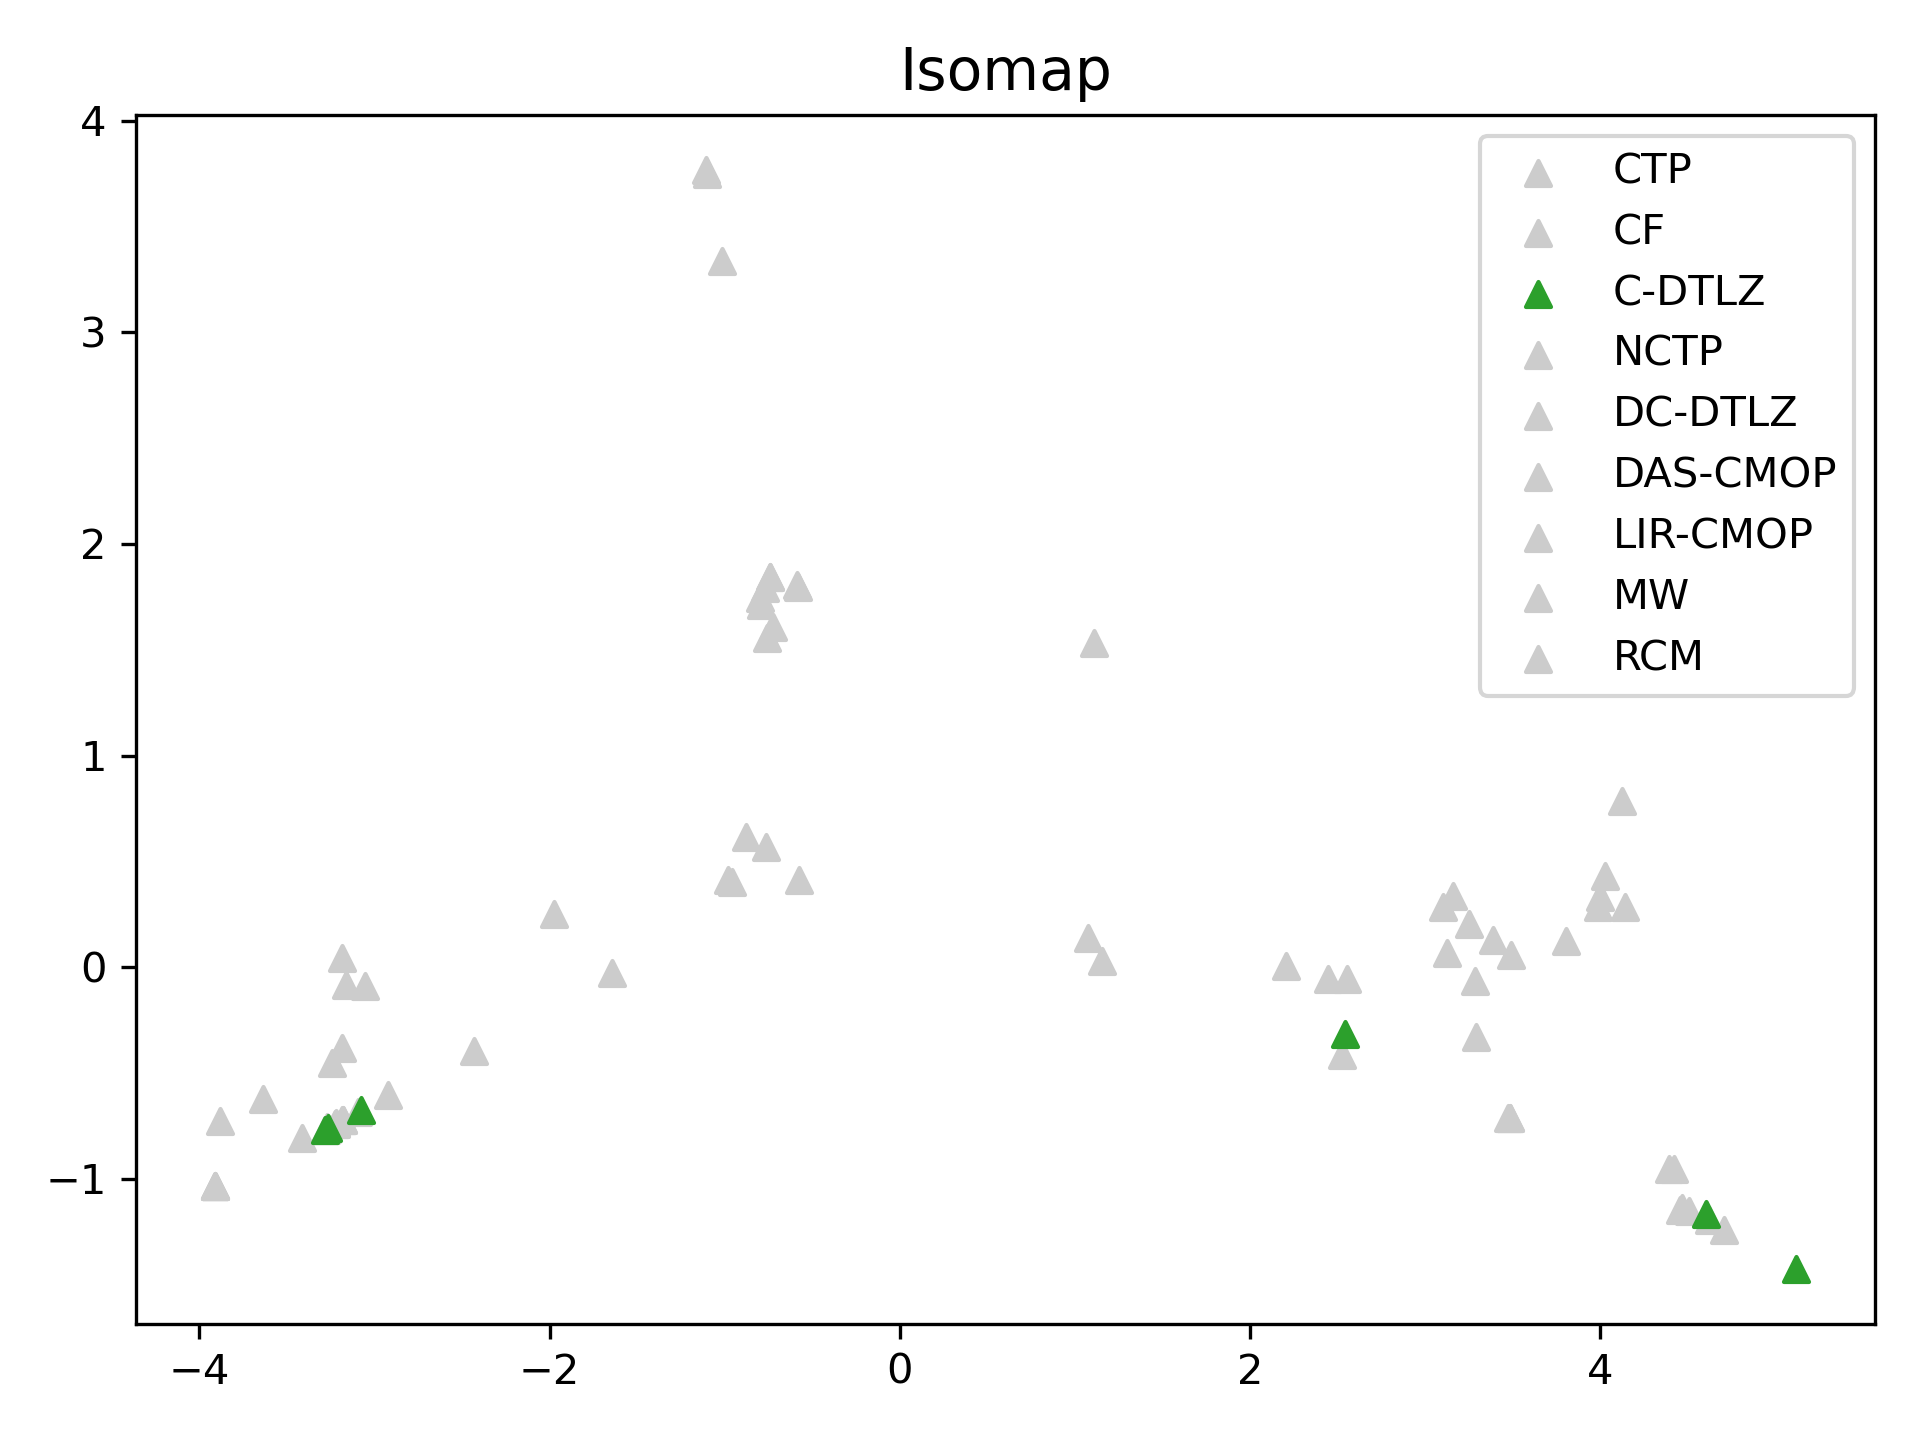 Isomap
4
3
2
1
0
−1
−4
−2
0
2
4
CTP
CF
C-DTLZ
NCTP
DC-DTLZ
DAS-CMOP
LIR-CMOP
MW
RCM